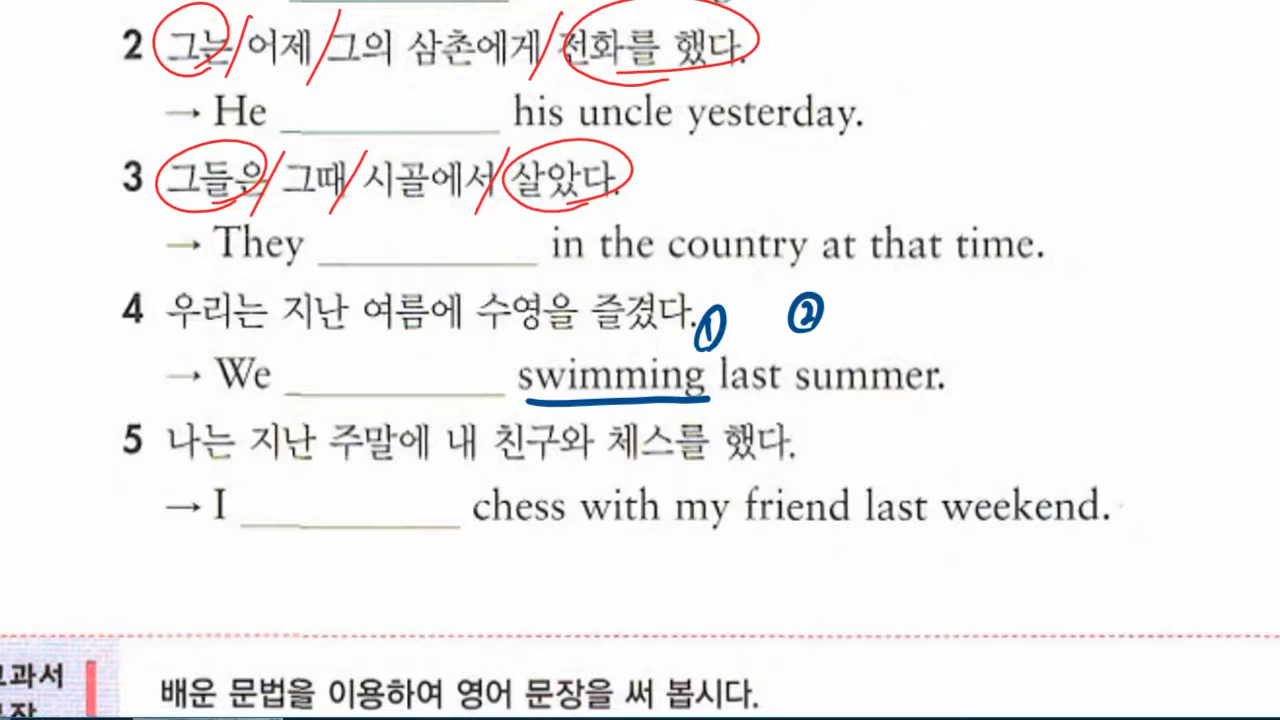 2 그는 어제 그의 삼촌에게 전화를 했다.
→ He __________ his uncle yesterday.
3 그들은 그때 시골에서 살았다.
→ They __________ in the country at that time.
4 우리는 지난 여름에 수영을 즐겼다. ① ②
→ We __________ swimming last summer.
5 나는 지난 주말에 내 친구와 체스를 했다.
→ I __________ chess with my friend last weekend.
배운 문법을 이용하여 영어 문장을 써 봅시다.